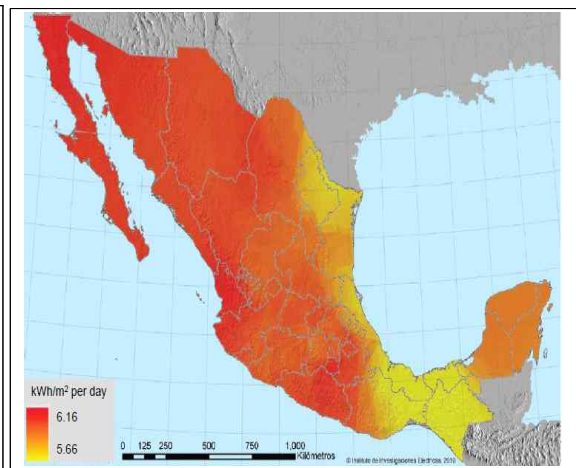 kWh/m² per day
6.16
5.66
0 125 250 500 750 1,000
Kilómetros
© Instituto de Investigaciones Eléctricas, 2010